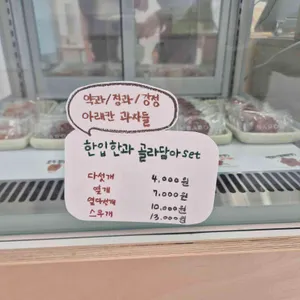 약과/정과/강정
아래칸 과자들
한입한과 골라담아set
다섯개 4,000원
열개 7,000원
열다섯개 10,000원
스무개 13,000원